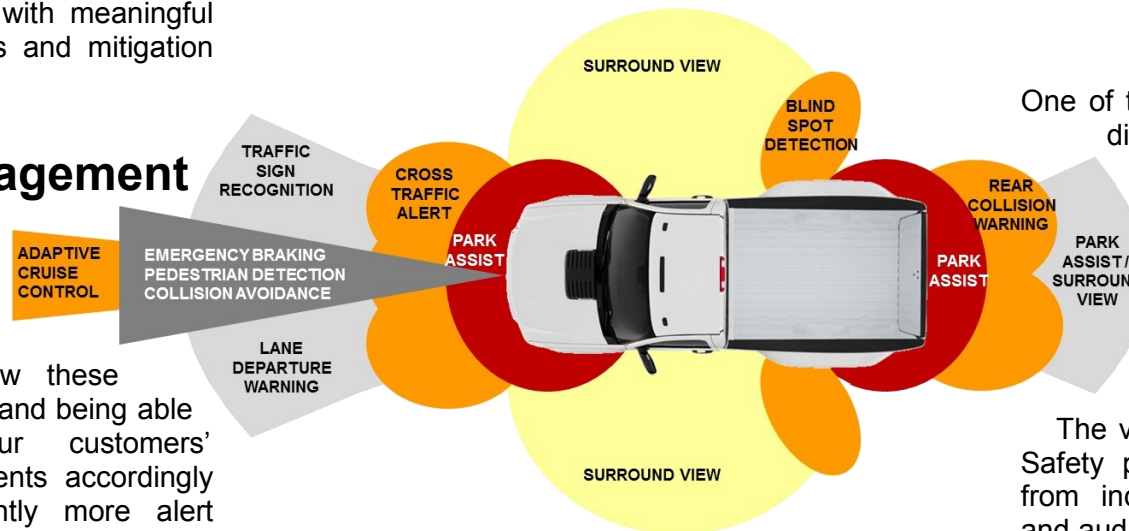 with meaningful
s and mitigation
agement
w these
and being able
ur customers'
ents accordingly
ntly more alert
SURROUND VIEW
BLIND
SPOT
DETECTION
TRAFFIC
SIGN
RECOGNITION
CROSS
TRAFFIC
ALERT
PARK
ASSIST
ADAPTIVE
CRUISE
CONTROL
EMERGENCY BRAKING
PEDESTRIAN DETECTION
COLLISION AVOIDANCE
LANE
DEPARTURE
WARNING
SURROUND VIEW
REAR
COLLISION
WARNING
PARK
ASSIST
PARK
ASSIST /
SURROUN
VIEW
One of t
di
The v
Safety p
from inc
and aud